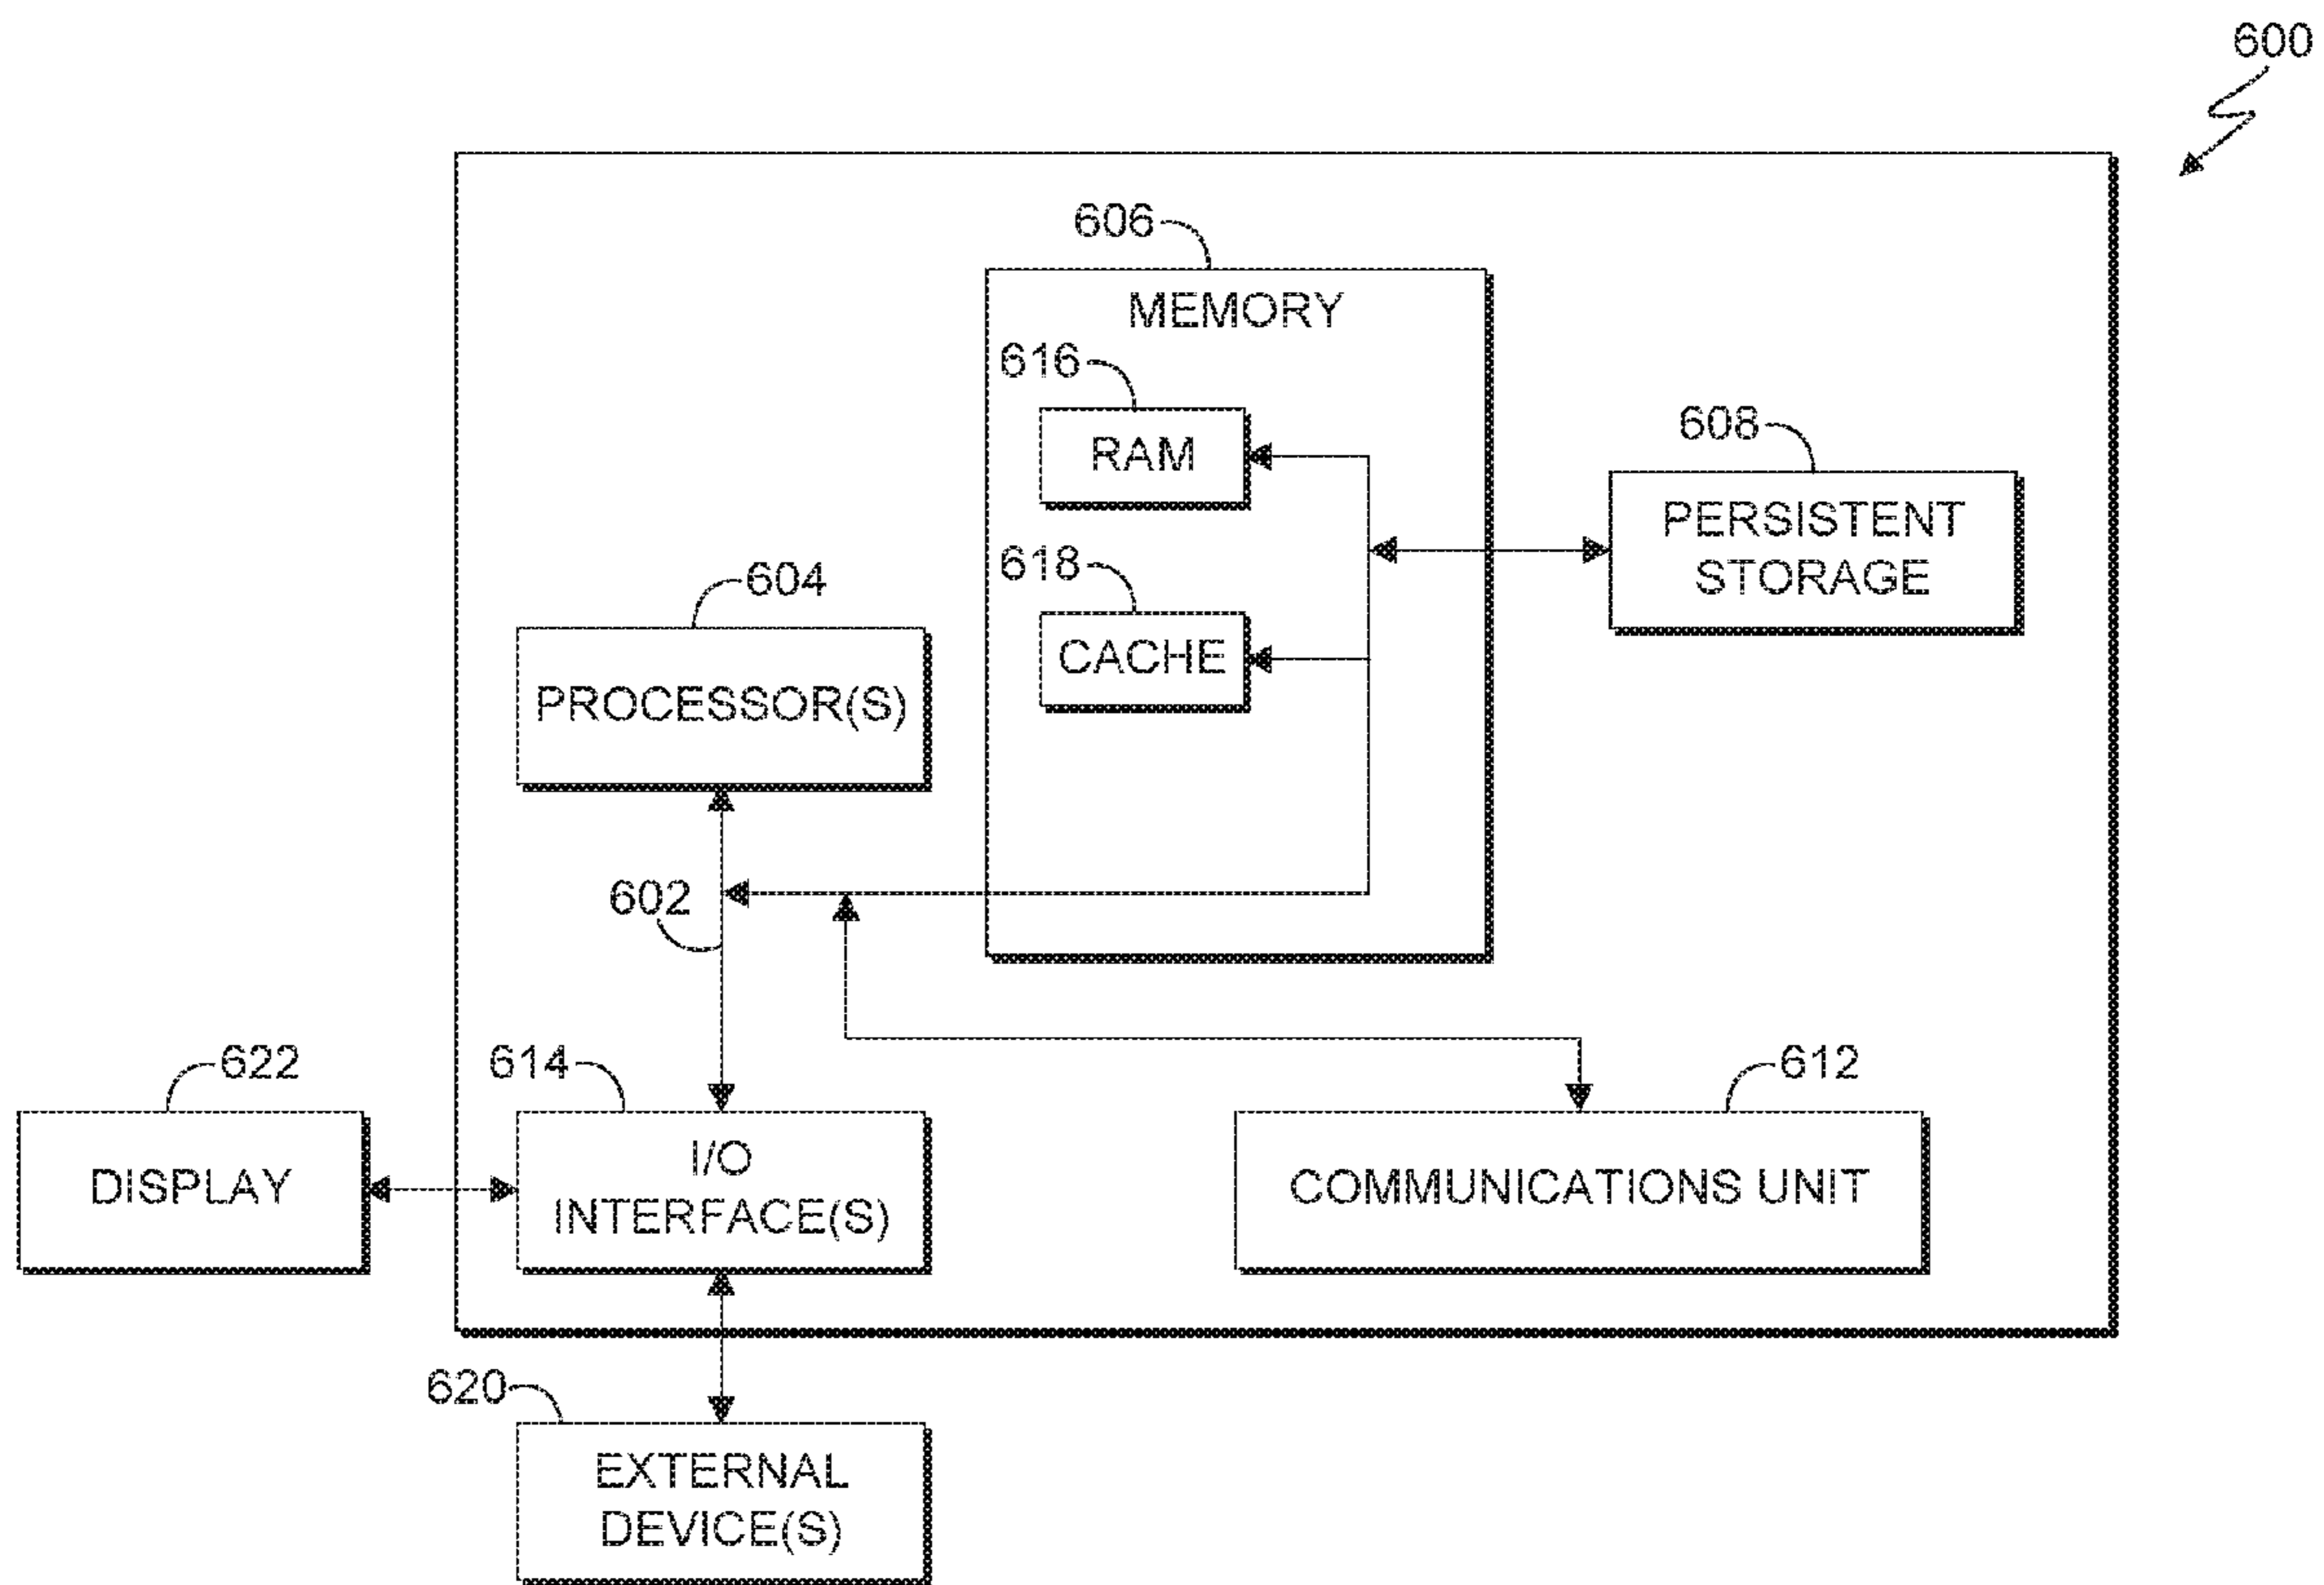 600
606
MEMORY
616
RAM
608
PERSISTENT
STORAGE
618
CACHE
604
PROCESSOR(S)
602
622
DISPLAY
614
I/O
INTERFACE(S)
612
COMMUNICATIONS UNIT
620
EXTERNAL
DEVICE(S)